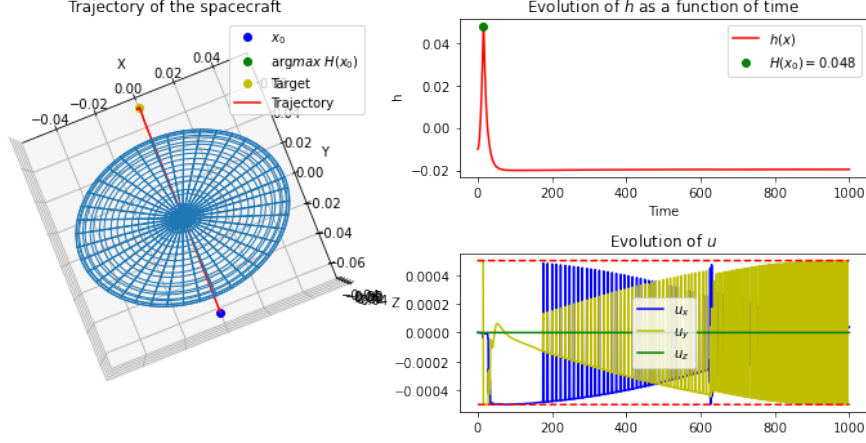 Trajectory of the spacecraft
x₀
argmax H(x₀)
Target
Trajectory
X
−0.04
−0.02
0.00
0.02
0.04
Y
0.04
0.02
0.00
−0.02
−0.04
−0.06
Z
Evolution of h as a function of time
h
0.04
0.02
0.00
−0.02
h(x)
H(x₀) = 0.048
0
200
400
600
800
1000
Time
Evolution of u
0.0004
0.0002
0.0000
−0.0002
−0.0004
uₓ
u_y
u_z
0
200
400
600
800
1000